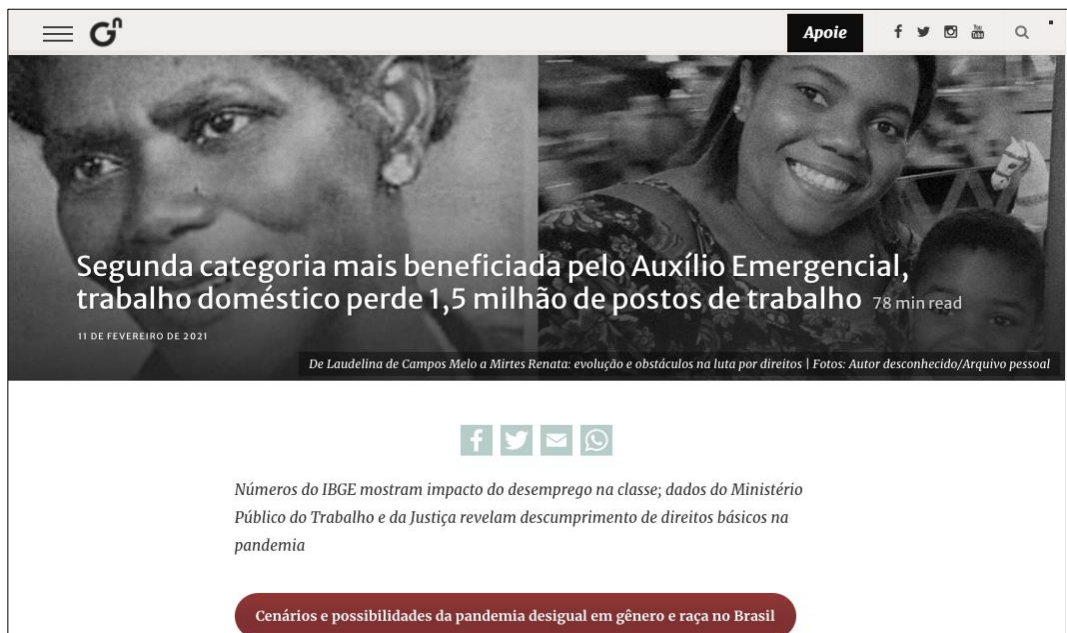 Gn
Apoie
You
Tube
Segunda categoria mais beneficiada pelo Auxílio Emergencial,
trabalho doméstico perde 1,5 milhão de postos de trabalho 78 min read
11 DE FEVEREIRO DE 2021
De Laudelina de Campos Melo a Mirtes Renata: evolução e obstáculos na luta por direitos | Fotos: Autor desconhecido/Arquivo pessoal
Números do IBGE mostram impacto do desemprego na classe; dados do Ministério
Público do Trabalho e da Justiça revelam descumprimento de direitos básicos na
pandemia
Cenários e possibilidades da pandemia desigual em gênero e raça no Brasil